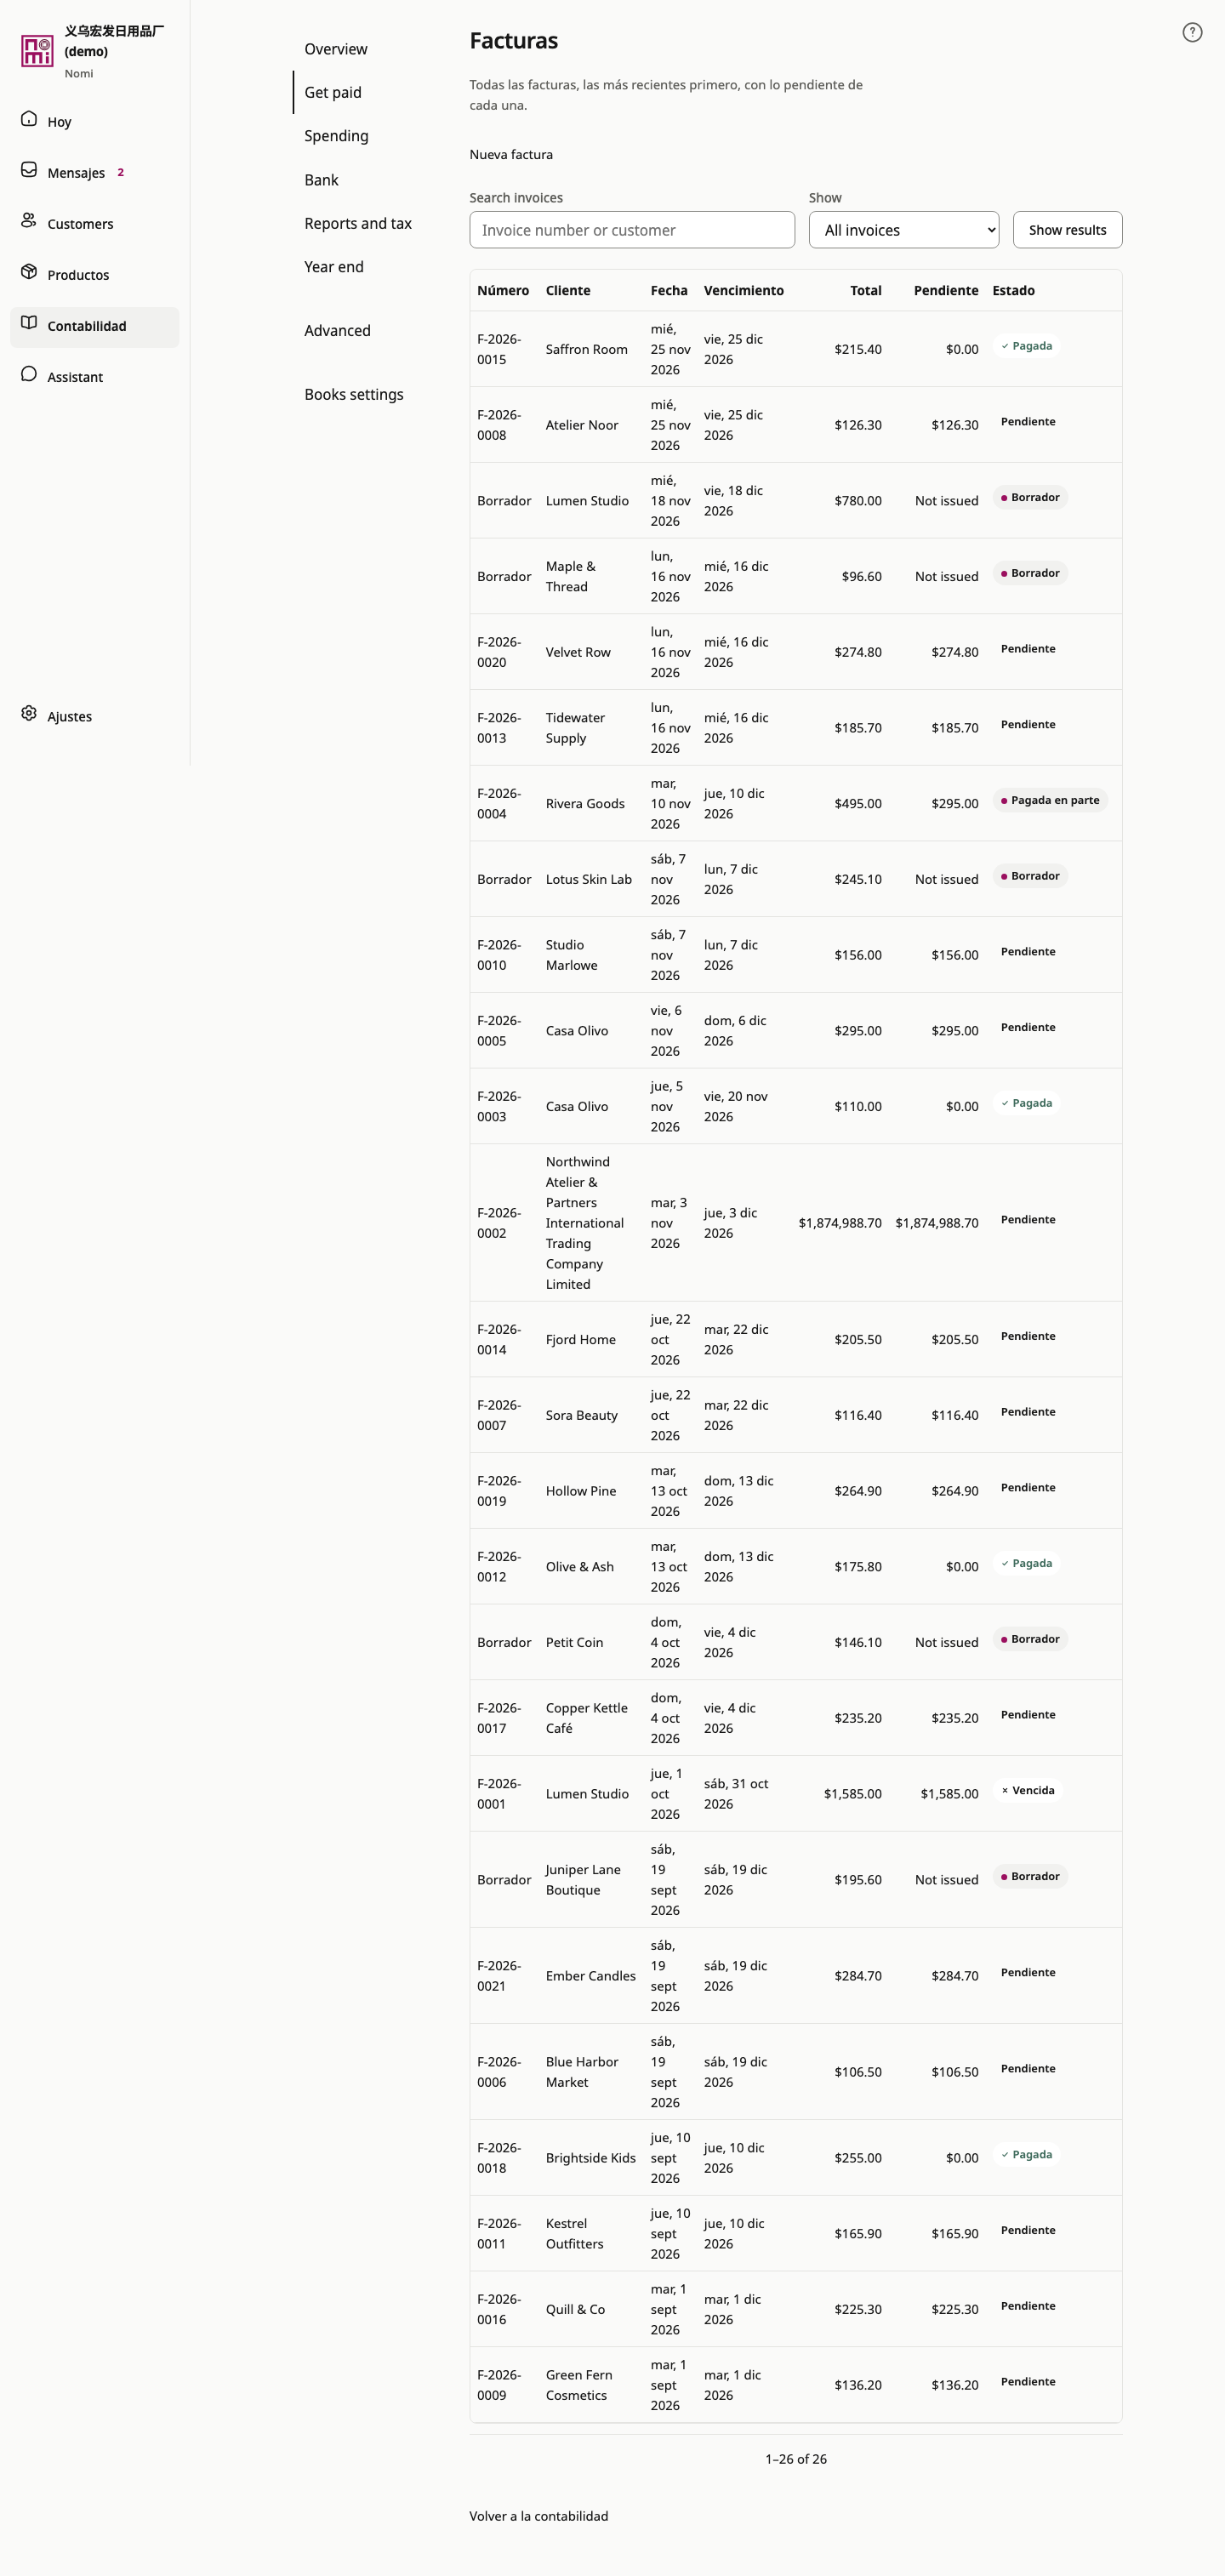 义乌宏发日用品厂
(demo)
Nomi
Hoy
Mensajes 2
Customers
Productos
Contabilidad
Assistant
Ajustes
Overview
Get paid
Spending
Bank
Reports and tax
Year end
Advanced
Books settings
Facturas
Todas las facturas, las más recientes primero, con lo pendiente de
cada una.
Nueva factura
Search invoices
Show
Invoice number or customer
All invoices
Show results
Número Cliente Fecha Vencimiento Total Pendiente Estado
F-2026-0015 Saffron Room mié, 25 nov 2026 vie, 25 dic 2026 $215.40 $0.00 Pagada
F-2026-0008 Atelier Noor mié, 25 nov 2026 vie, 25 dic 2026 $126.30 $126.30 Pendiente
Borrador Lumen Studio mié, 18 nov 2026 vie, 18 dic 2026 $780.00 Not issued Borrador
Borrador Maple & Thread lun, 16 nov 2026 mié, 16 dic 2026 $96.60 Not issued Borrador
F-2026-0020 Velvet Row lun, 16 nov 2026 mié, 16 dic 2026 $274.80 $274.80 Pendiente
F-2026-0013 Tidewater Supply lun, 16 nov 2026 mié, 16 dic 2026 $185.70 $185.70 Pendiente
F-2026-0004 Rivera Goods mar, 10 nov 2026 jue, 10 dic 2026 $495.00 $295.00 Pagada en parte
Borrador Lotus Skin Lab sáb, 7 nov 2026 lun, 7 dic 2026 $245.10 Not issued Borrador
F-2026-0010 Studio Marlowe sáb, 7 nov 2026 lun, 7 dic 2026 $156.00 $156.00 Pendiente
F-2026-0005 Casa Olivo vie, 6 nov 2026 dom, 6 dic 2026 $295.00 $295.00 Pendiente
F-2026-0003 Casa Olivo jue, 5 nov 2026 vie, 20 nov 2026 $110.00 $0.00 Pagada
F-2026-0002 Northwind Atelier & Partners International Trading Company Limited mar, 3 nov 2026 jue, 3 dic 2026 $1,874,988.70 $1,874,988.70 Pendiente
F-2026-0014 Fjord Home jue, 22 oct 2026 mar, 22 dic 2026 $205.50 $205.50 Pendiente
F-2026-0007 Sora Beauty jue, 22 oct 2026 mar, 22 dic 2026 $116.40 $116.40 Pendiente
F-2026-0019 Hollow Pine mar, 13 oct 2026 dom, 13 dic 2026 $264.90 $264.90 Pendiente
F-2026-0012 Olive & Ash mar, 13 oct 2026 dom, 13 dic 2026 $175.80 $0.00 Pagada
Borrador Petit Coin dom, 4 oct 2026 vie, 4 dic 2026 $146.10 Not issued Borrador
F-2026-0017 Copper Kettle Café dom, 4 oct 2026 vie, 4 dic 2026 $235.20 $235.20 Pendiente
F-2026-0001 Lumen Studio jue, 1 oct 2026 sáb, 31 oct 2026 $1,585.00 $1,585.00 Vencida
Borrador Juniper Lane Boutique sáb, 19 sept 2026 sáb, 19 dic 2026 $195.60 Not issued Borrador
F-2026-0021 Ember Candles sáb, 19 sept 2026 sáb, 19 dic 2026 $284.70 $284.70 Pendiente
F-2026-0006 Blue Harbor Market sáb, 19 sept 2026 sáb, 19 dic 2026 $106.50 $106.50 Pendiente
F-2026-0018 Brightside Kids jue, 10 sept 2026 jue, 10 dic 2026 $255.00 $0.00 Pagada
F-2026-0011 Kestrel Outfitters jue, 10 sept 2026 jue, 10 dic 2026 $165.90 $165.90 Pendiente
F-2026-0016 Quill & Co mar, 1 sept 2026 mar, 1 dic 2026 $225.30 $225.30 Pendiente
F-2026-0009 Green Fern Cosmetics mar, 1 sept 2026 mar, 1 dic 2026 $136.20 $136.20 Pendiente
1–26 of 26
Volver a la contabilidad